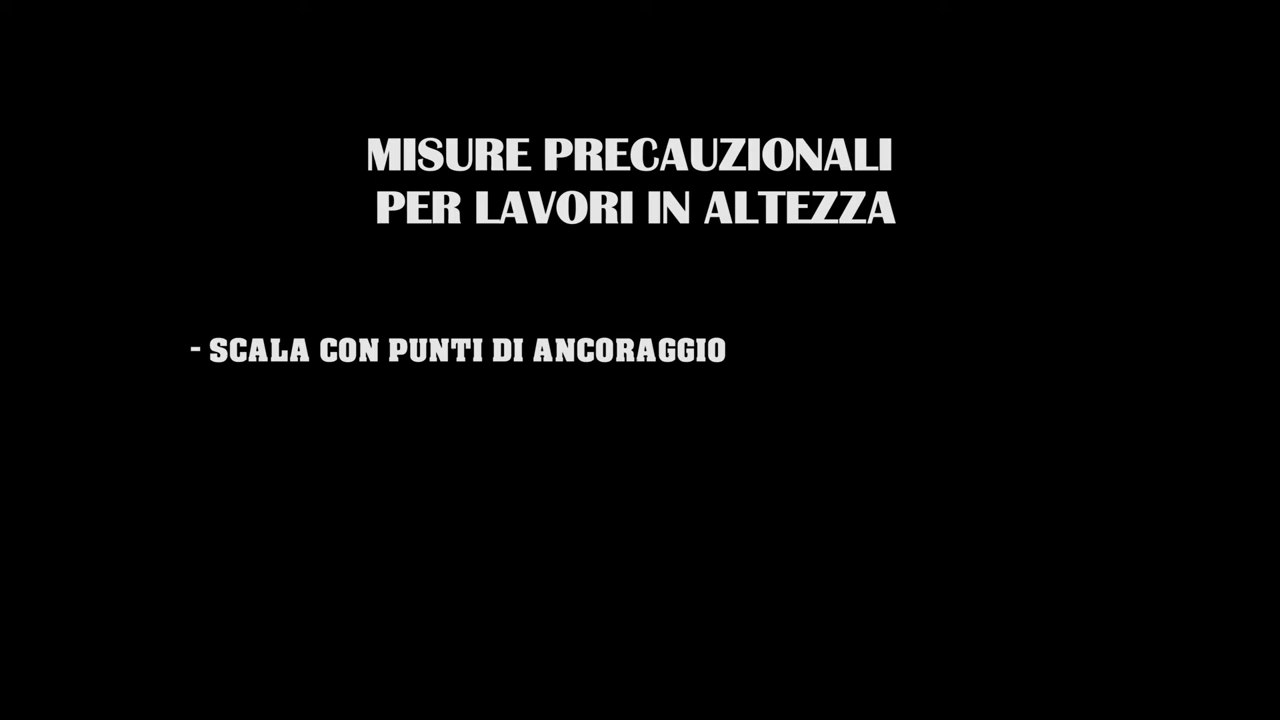 MISURE PRECAUZIONALI
PER LAVORI IN ALTEZZA
- SCALA CON PUNTI DI ANCORAGGIO